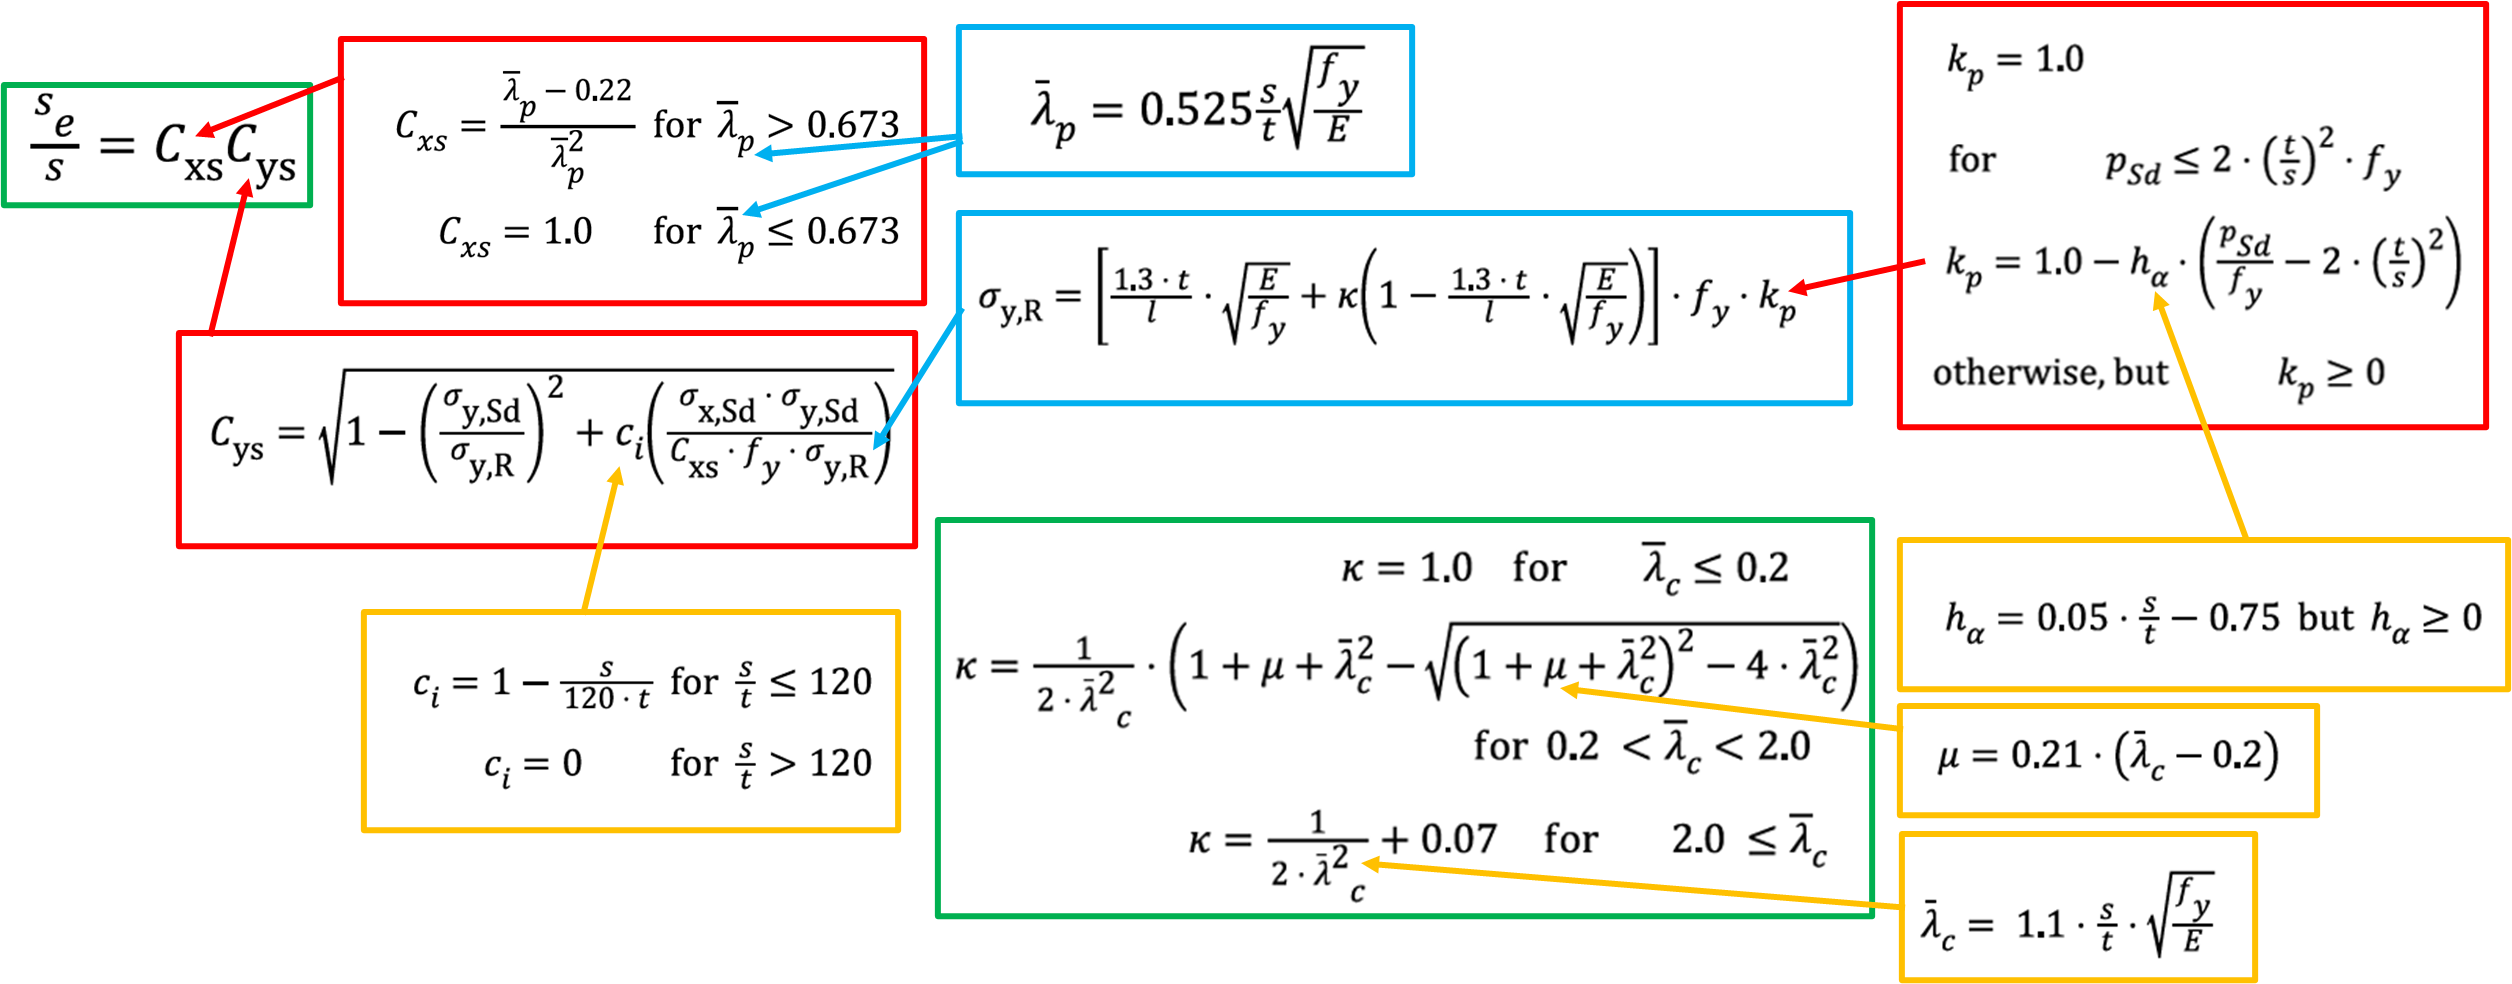 s_e/s = C_xs C_ys
C_xs = (λ̄_p − 0.22)/λ̄_p² for λ̄_p > 0.673
C_xs = 1.0 for λ̄_p ≤ 0.673
λ̄_p = 0.525 s/t √(f_y/E)
C_ys = √(1 − (σ_y,Sd/σ_y,R)² + c_i((σ_x,Sd · σ_y,Sd)/(C_xs · f_y · σ_y,R)))
σ_y,R = [(1.3 · t)/l · √(E/f_y) + κ(1 − (1.3 · t)/l · √(E/f_y))] · f_y · k_p
k_p = 1.0
for p_Sd ≤ 2 · (t/s)² · f_y
k_p = 1.0 − h_α · (p_Sd/f_y − 2 · (t/s)²)
otherwise, but k_p ≥ 0
c_i = 1 − s/(120 · t) for s/t ≤ 120
c_i = 0 for s/t > 120
κ = 1.0 for λ̄_c ≤ 0.2
κ = 1/(2 · λ̄²_c) · (1 + μ + λ̄_c² − √((1 + μ + λ̄_c²)² − 4 · λ̄_c²))
for 0.2 < λ̄_c < 2.0
κ = 1/(2 · λ̄²_c) + 0.07 for 2.0 ≤ λ̄_c
h_α = 0.05 · s/t − 0.75 but h_α ≥ 0
μ = 0.21 · (λ̄_c − 0.2)
λ̄_c = 1.1 · s/t · √(f_y/E)